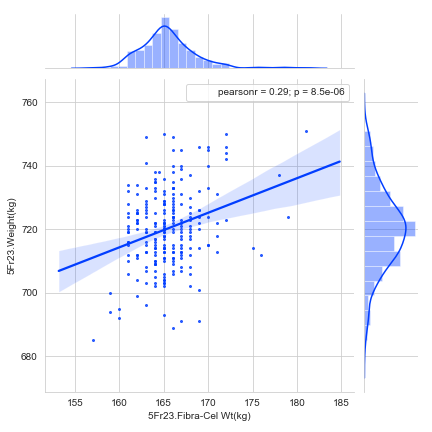 pearsonr = 0.29; p = 8.5e-06
760
740
720
700
680
5Fr23.Weight(kg)
155 160 165 170 175 180 185
5Fr23.Fibra-Cel Wt(kg)